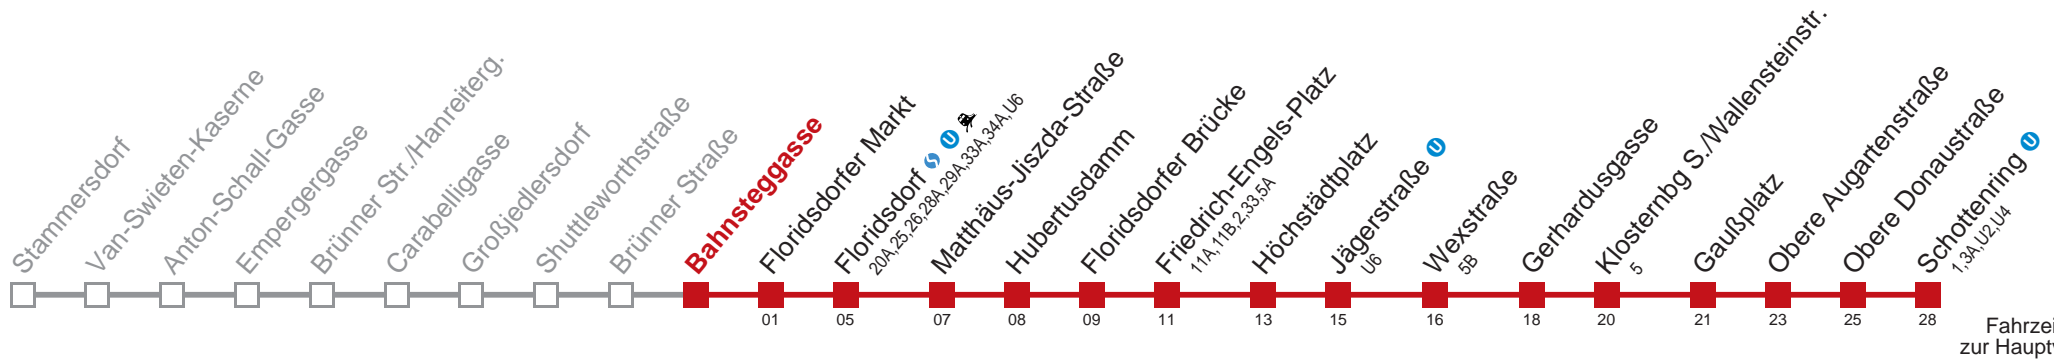 Stammersdorf
Van-Swieten-Kaserne
Anton-Schall-Gasse
Empergergasse
Brünner Str./Hanreiterg.
Carabelligasse
Großjedlersdorf
Shuttleworthstraße
Brünner Straße
Bahnsteggasse
Floridsdorfer Markt
Floridsdorf
20A,25,26,28A,29A,33A,34A,U6
Matthäus-Jiszda-Straße
Hubertusdamm
Floridsdorfer Brücke
Friedrich-Engels-Platz
11A,11B,2,33,5A
Höchstädtplatz
Jägerstraße U
U6
Wexstraße
5B
Gerhardusgasse
Klosternbg S./Wallensteinstr.
5
Gaußplatz
Obere Augartenstraße
Obere Donaustraße
Schottenring U
1,3A,U2,U4
01 05 07 08 09 11 13 15 16 18 20 21 23 25 28
Fahrzei
zur Hauptv